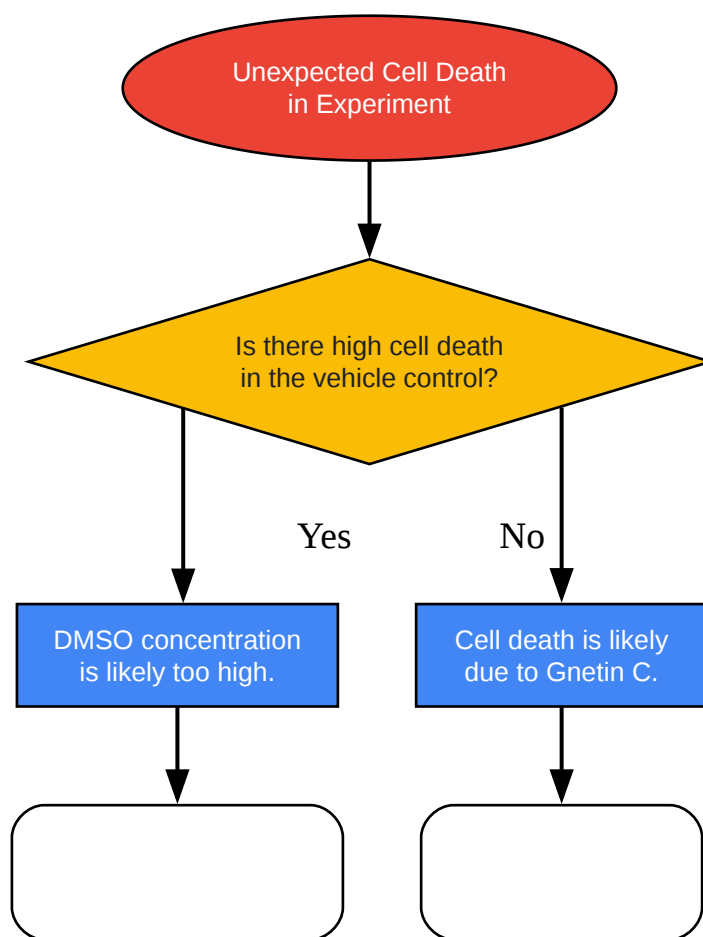 Unexpected Cell Death
in Experiment
Is there high cell death
in the vehicle control?
Yes
No
DMSO concentration
is likely too high.
Cell death is likely
due to Gnetin C.